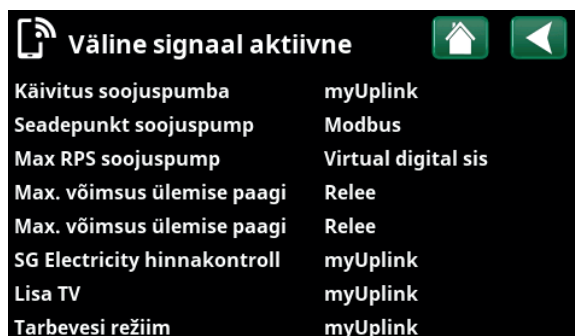 Väline signaal aktiivne
Käivitus soojuspumba myUplink
Seadepunkt soojuspump Modbus
Max RPS soojuspump Virtual digital sis
Max. võimsus ülemise paagi Relee
Max. võimsus ülemise paagi Relee
SG Electricity hinnakontroll myUplink
Lisa TV myUplink
Tarbevesi režiim myUplink